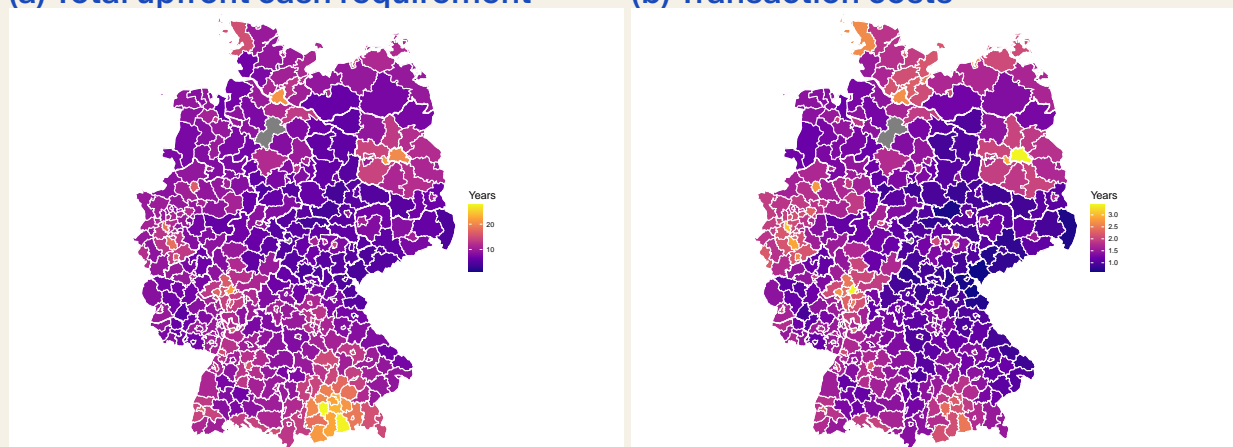 (a) Total upfront cash requirement
(b) Transaction costs
Years
20
10
Years
3.0
2.5
2.0
1.5
1.0